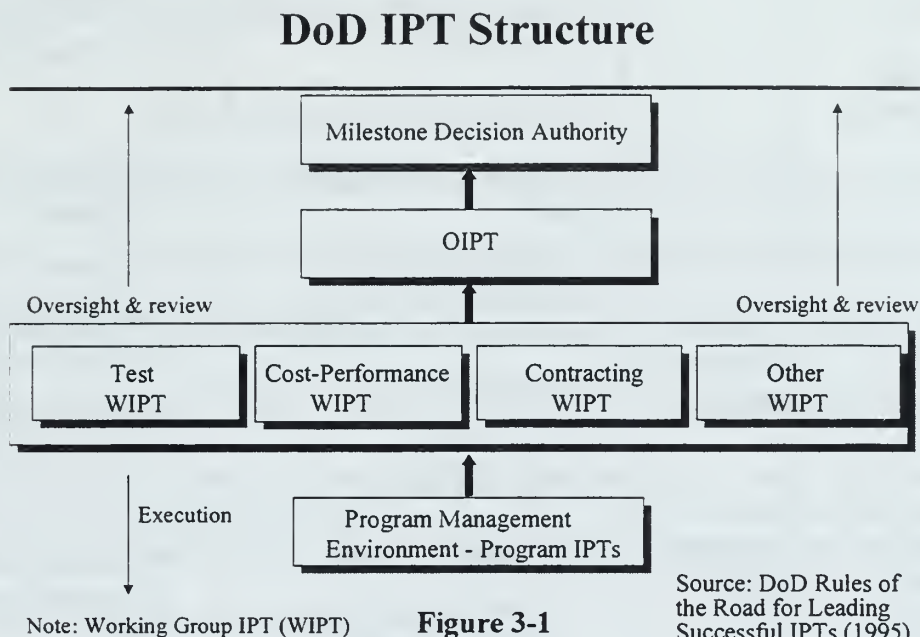 DoD IPT Structure
Milestone Decision Authority
OIPT
Oversight & review
Oversight & review
Test
WIPT
Cost-Performance
WIPT
Contracting
WIPT
Other
WIPT
Execution
Program Management
Environment - Program IPTs
Note: Working Group IPT (WIPT)
Figure 3-1
Source: DoD Rules of
the Road for Leading
Successful IPTs (1995)